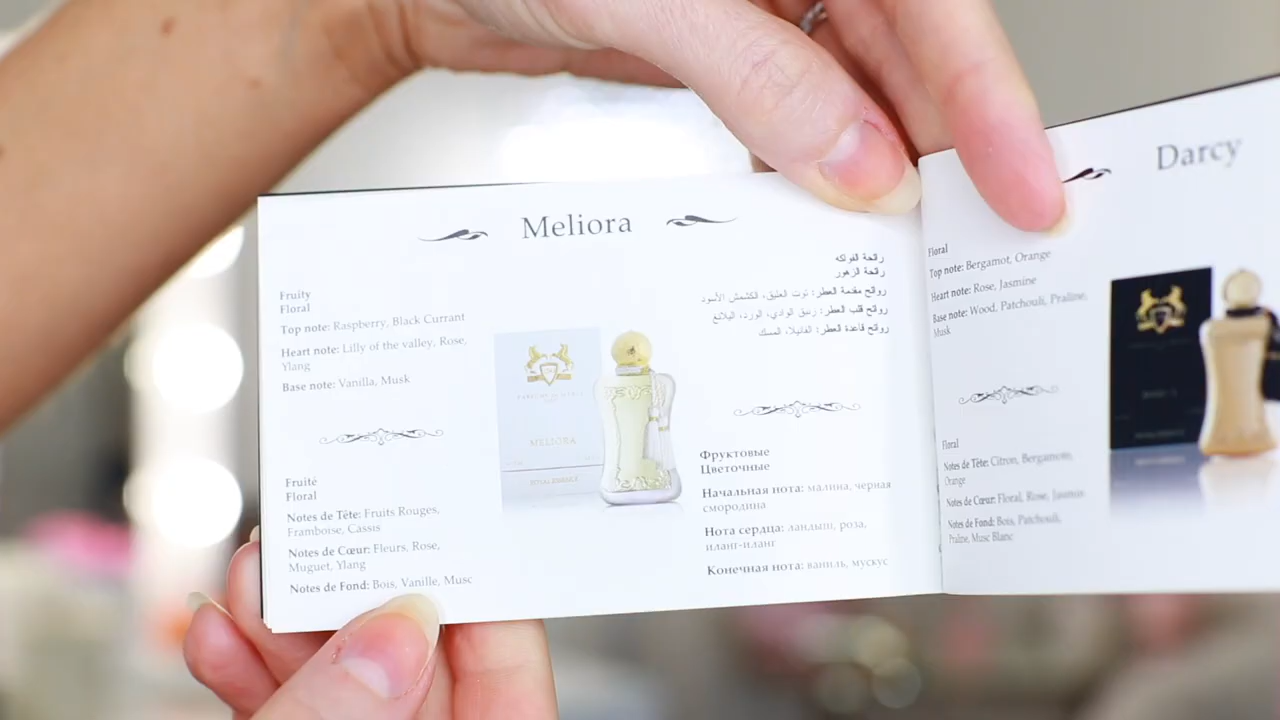 Meliora
Fruity
Floral
Top note: Raspberry, Black Currant
Heart note: Lilly of the valley, Rose,
Ylang
Base note: Vanilla, Musk
Fruité
Floral
Notes de Tête: Fruits Rouges,
Framboise, Cassis
Notes de Cœur: Fleurs, Rose,
Muguet, Ylang
Notes de Fond: Bois, Vanille, Musc
MELIORA
رائحة الفواكه
رائحة الزهور
روائح مقدمة العطر: توت العليق، الكشمش الأسود
روائح قلب العطر: زنبق الوادي، الورد، اليلانغ
روائح قاعدة العطر: الفانيلا، المسك
Фруктовые
Цветочные
Начальная нота: малина, черная
смородина
Нота сердца: ландыш, роза,
иланг-иланг
Конечная нота: ваниль, мускус
Darcy
Floral
Top note: Bergamot, Orange
Heart note: Rose, Jasmine
Base note: Wood, Patchouli, Praline,
Musk
Floral
Notes de Tête: Citron, Bergamote,
Orange
Notes de Cœur: Floral, Rose, Jasmin
Notes de Fond: Bois, Patchouli,
Praline, Musc Blanc